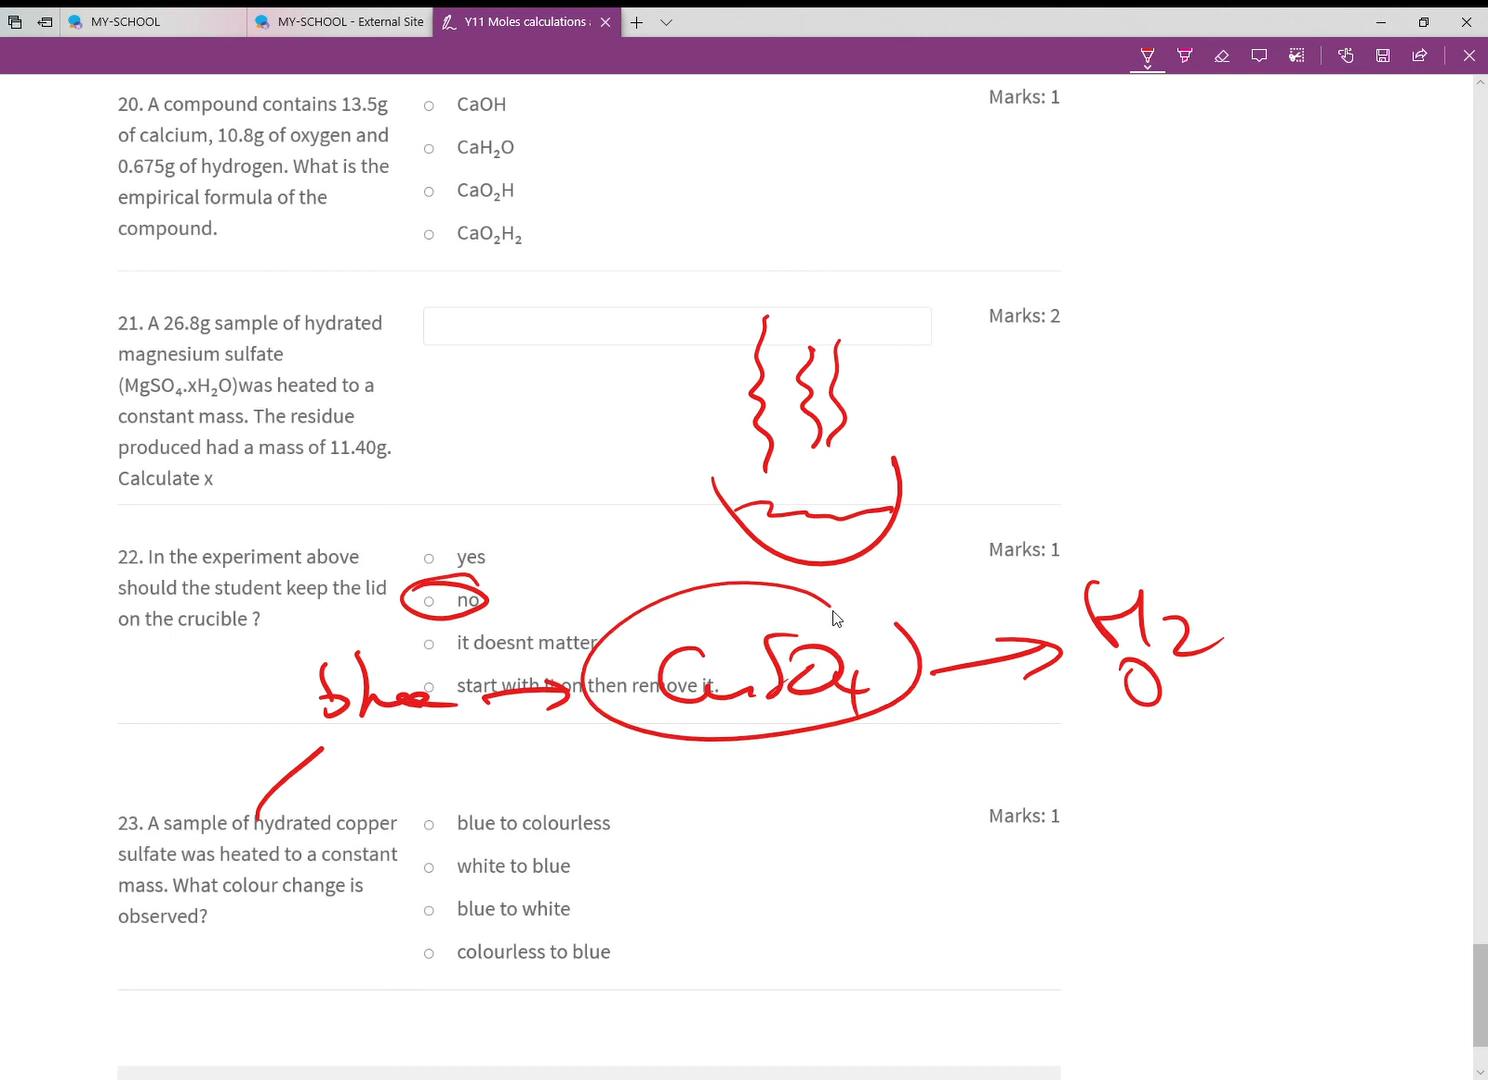 MY-SCHOOL
MY-SCHOOL - External Site
Y11 Moles calculations
20. A compound contains 13.5g
of calcium, 10.8g of oxygen and
0.675g of hydrogen. What is the
empirical formula of the
compound.
CaOH
CaH₂O
CaO₂H
CaO₂H₂
Marks: 1
21. A 26.8g sample of hydrated
magnesium sulfate
(MgSO₄.xH₂O)was heated to a
constant mass. The residue
produced had a mass of 11.40g.
Calculate x
Marks: 2
22. In the experiment above
should the student keep the lid
on the crucible ?
yes
no
it doesnt matter
start with it on then remove it.
Marks: 1
CuSO4
H2
O
23. A sample of hydrated copper
sulfate was heated to a constant
mass. What colour change is
observed?
blue to colourless
white to blue
blue to white
colourless to blue
Marks: 1